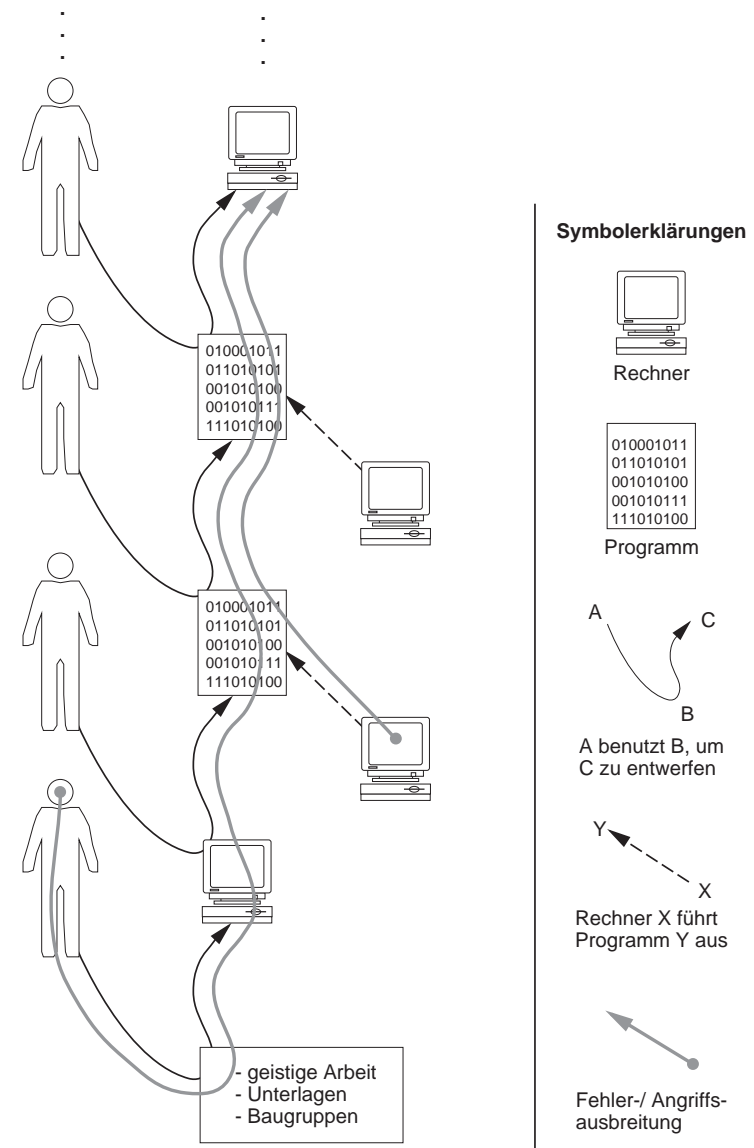 010001011
011010101
001010100
001010111
111010100
010001011
011010101
001010100
001010111
111010100
- geistige Arbeit
- Unterlagen
- Baugruppen
Symbolerklärungen
Rechner
010001011
011010101
001010100
001010111
111010100
Programm
A
C
B
A benutzt B, um
C zu entwerfen
Y
X
Rechner X führt
Programm Y aus
Fehler-/ Angriffs-
ausbreitung